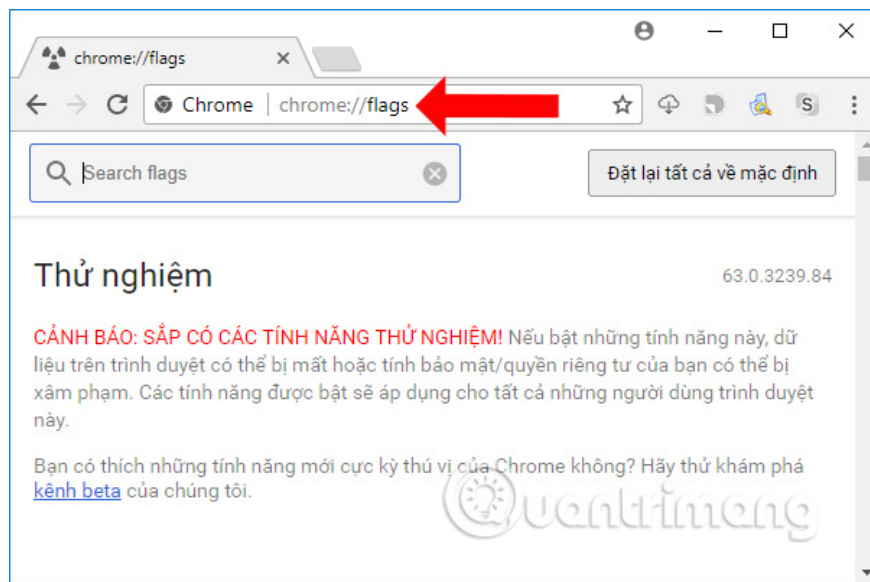 chrome://flags
Chrome | chrome://flags
S
Search flags
Đặt lại tất cả về mặc định
Thử nghiệm
63.0.3239.84
CẢNH BÁO: SẮP CÓ CÁC TÍNH NĂNG THỬ NGHIỆM! Nếu bật những tính năng này, dữ
liệu trên trình duyệt có thể bị mất hoặc tính bảo mật/quyền riêng tư của bạn có thể bị
xâm phạm. Các tính năng được bật sẽ áp dụng cho tất cả những người dùng trình duyệt
này.
Bạn có thích những tính năng mới cực kỳ thú vị của Chrome không? Hãy thử khám phá
kênh beta của chúng tôi.
Quantrimang